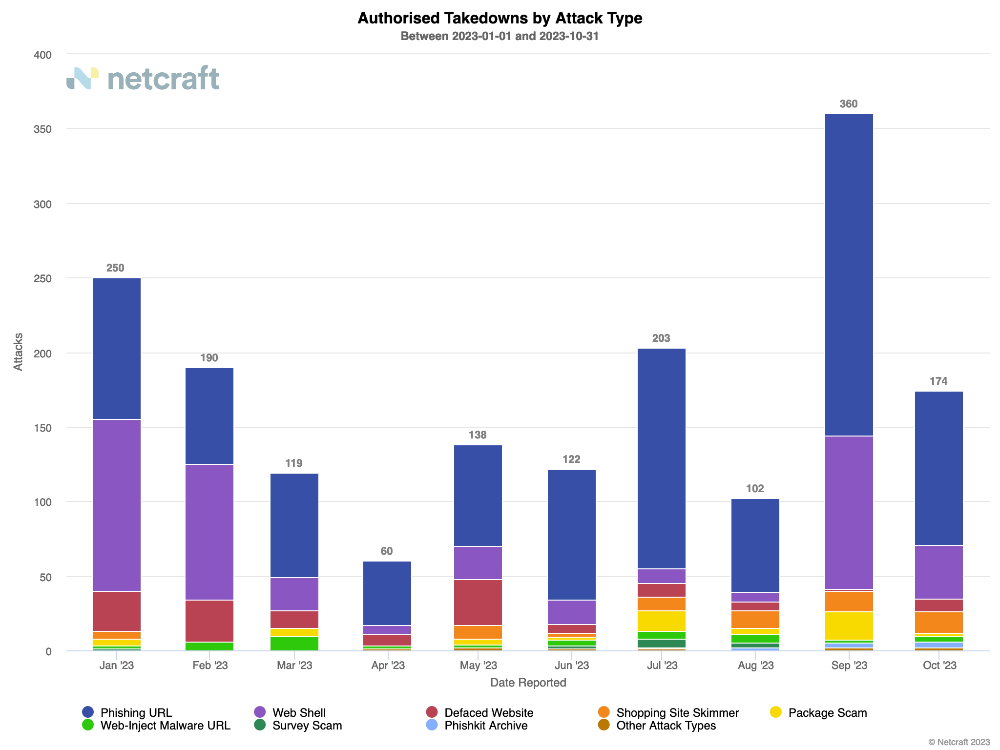 Authorised Takedowns by Attack Type
Between 2023-01-01 and 2023-10-31
netcraft
400
350
300
250
200
150
100
50
0
Attacks
250
190
119
60
138
122
203
102
360
174
Jan '23
Feb '23
Mar '23
Apr '23
May '23
Jun '23
Jul '23
Aug '23
Sep '23
Oct '23
Date Reported
Phishing URL
Web Shell
Defaced Website
Shopping Site Skimmer
Package Scam
Web-Inject Malware URL
Survey Scam
Phishkit Archive
Other Attack Types
© Netcraft 2023